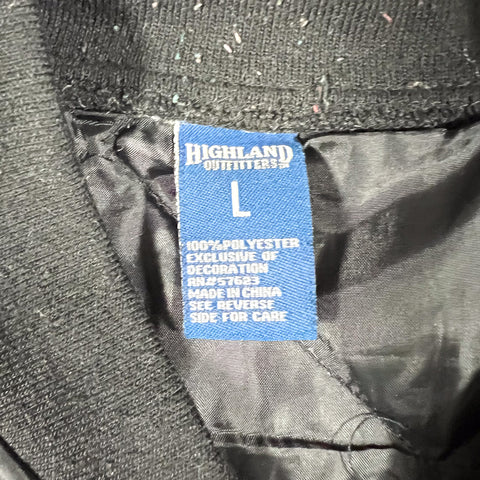 HIGHLAND
OUTFITTERS
L
100% POLYESTER
EXCLUSIVE OF
DECORATION
RN#57623
MADE IN CHINA
SEE REVERSE
SIDE FOR CARE